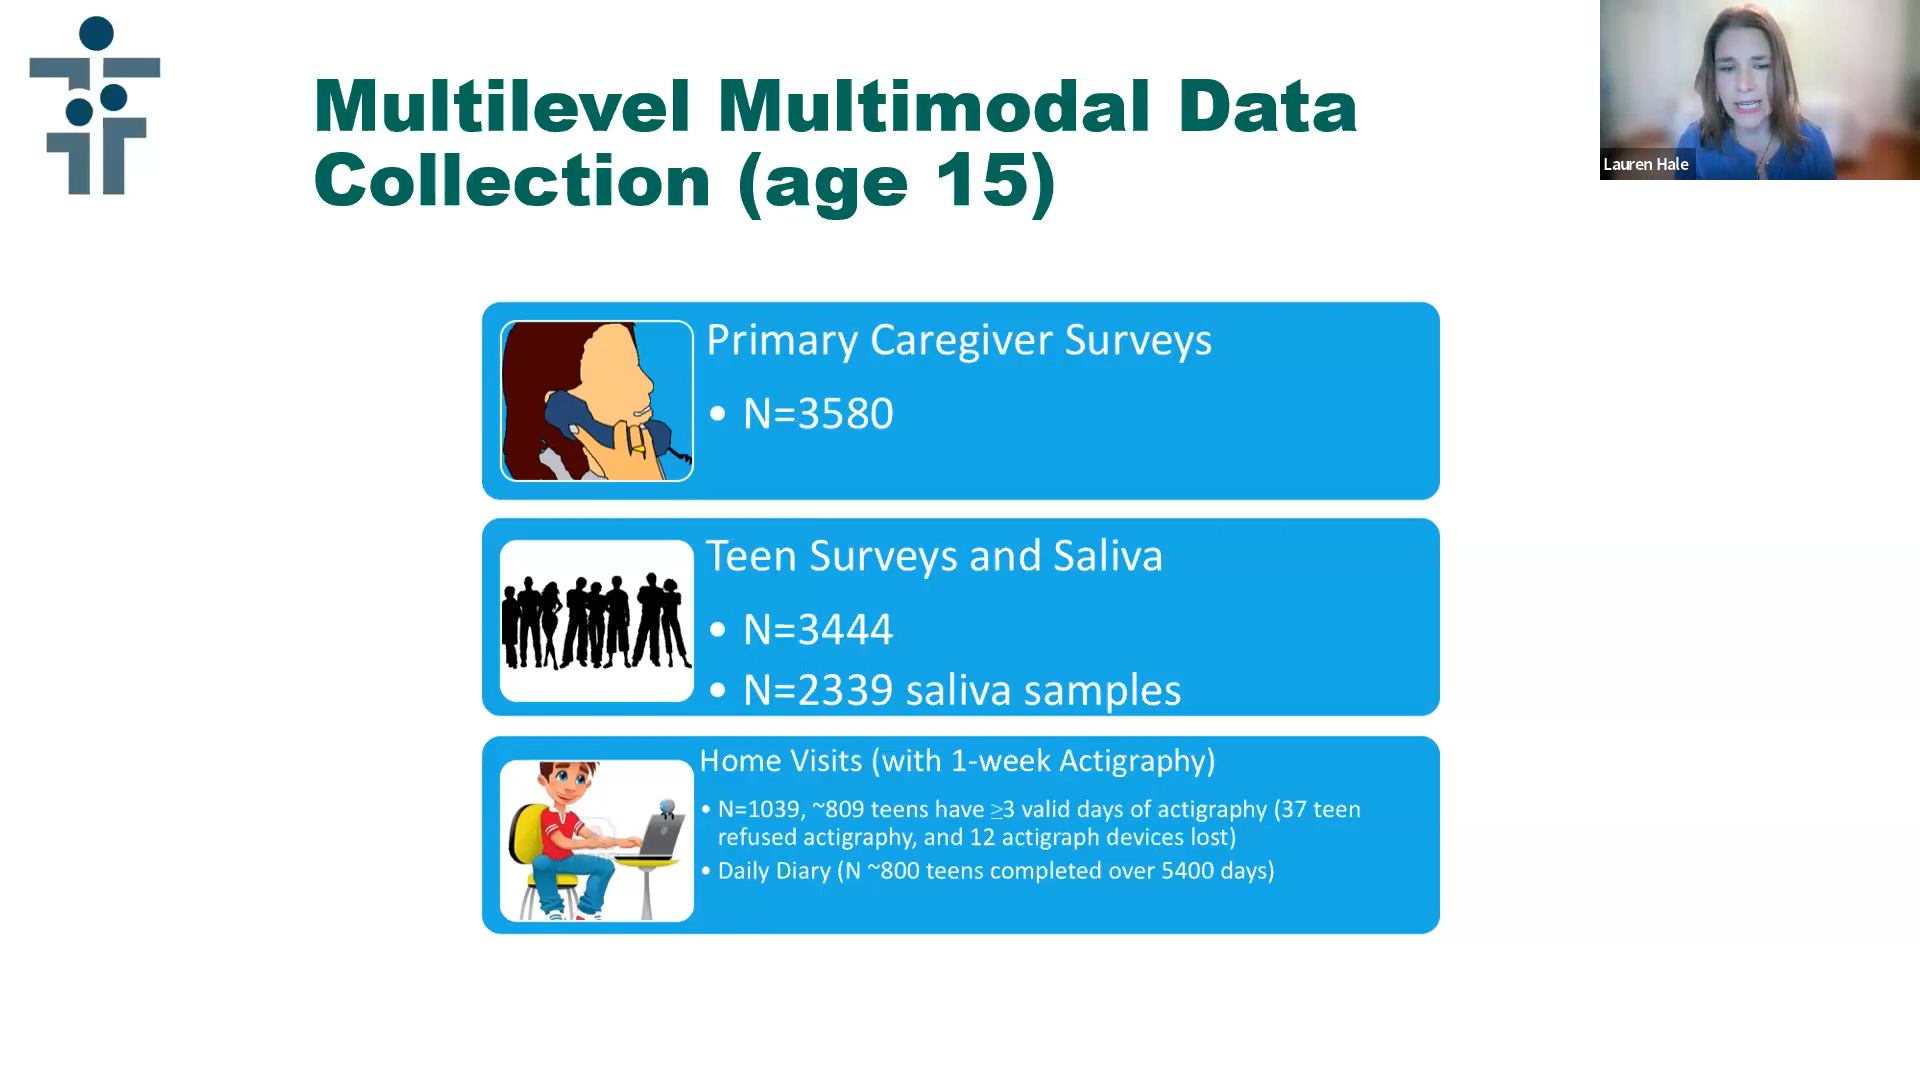 Multilevel Multimodal Data
Collection (age 15)
Lauren Hale
Primary Caregiver Surveys
• N=3580
Teen Surveys and Saliva
• N=3444
• N=2339 saliva samples
Home Visits (with 1-week Actigraphy)
• N=1039, ~809 teens have ≥3 valid days of actigraphy (37 teen
refused actigraphy, and 12 actigraph devices lost)
• Daily Diary (N ~800 teens completed over 5400 days)